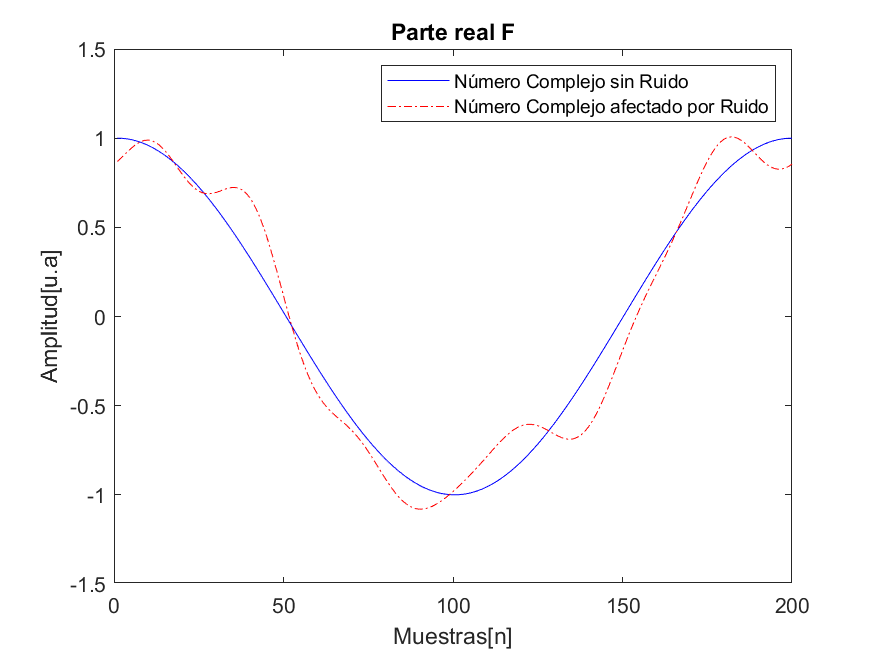 Parte real F
Número Complejo sin Ruido
Número Complejo afectado por Ruido
Amplitud[u.a]
1.5
1
0.5
0
-0.5
-1
-1.5
0 50 100 150 200
Muestras[n]